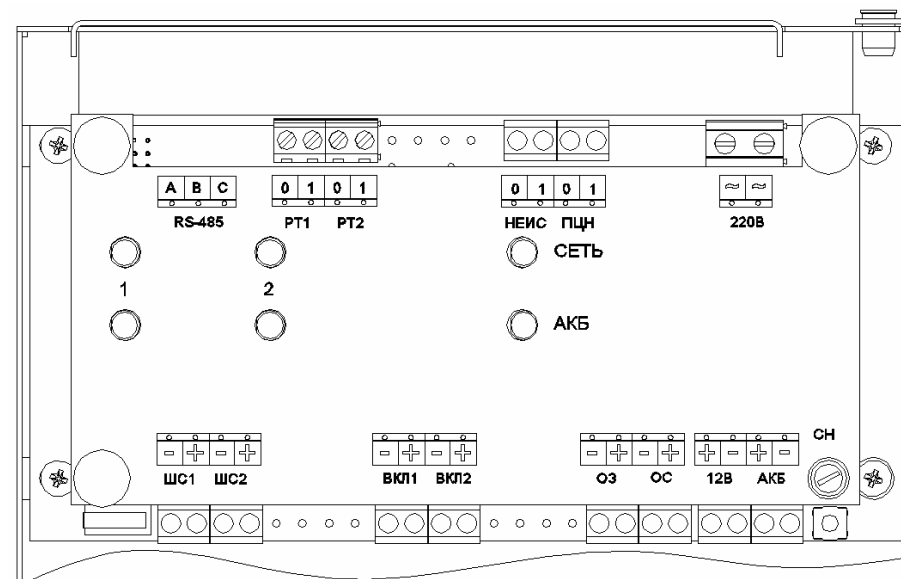 A B C 0 1 0 1 0 1 0 1 ~ ~
RS-485 РТ1 РТ2 НЕИС ПЦН 220В
СЕТЬ
1 2
АКБ
СН
- + - + - + - + - + - + + - + -
ШС1 ШС2 ВКЛ1 ВКЛ2 ОЗ ОС 12В АКБ